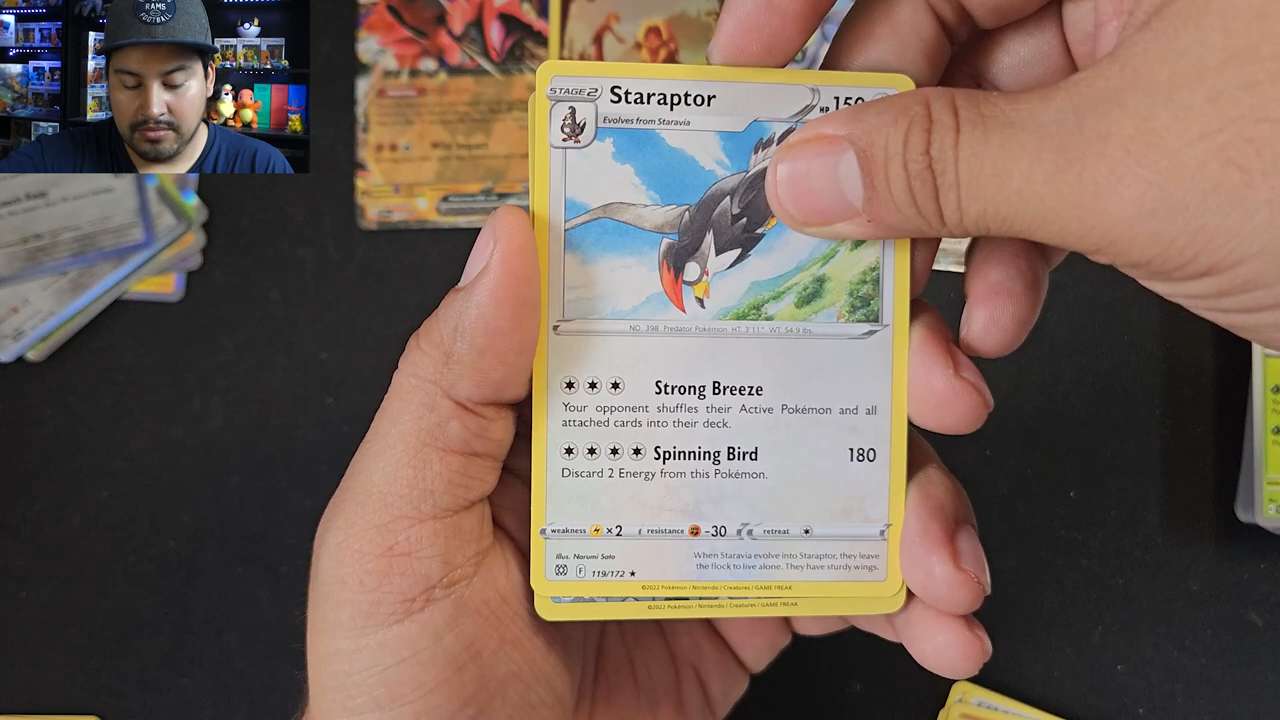 RAMS
FOOTBALL
STAGE 2
Staraptor
HP 150
Evolves from Staravia
NO. 398 Predator Pokémon HT: 3'11" WT: 54.9 lbs.
Strong Breeze
Your opponent shuffles their Active Pokémon and all
attached cards into their deck.
Spinning Bird 180
Discard 2 Energy from this Pokémon.
weakness ×2 resistance -30 retreat
Illus. Narumi Sato
When Staravia evolve into Staraptor, they leave
the flock to live alone. They have sturdy wings.
F 119/172 ★
©2022 Pokémon / Nintendo / Creatures / GAME FREAK
©2022 Pokémon / Nintendo / Creatures / GAME FREAK